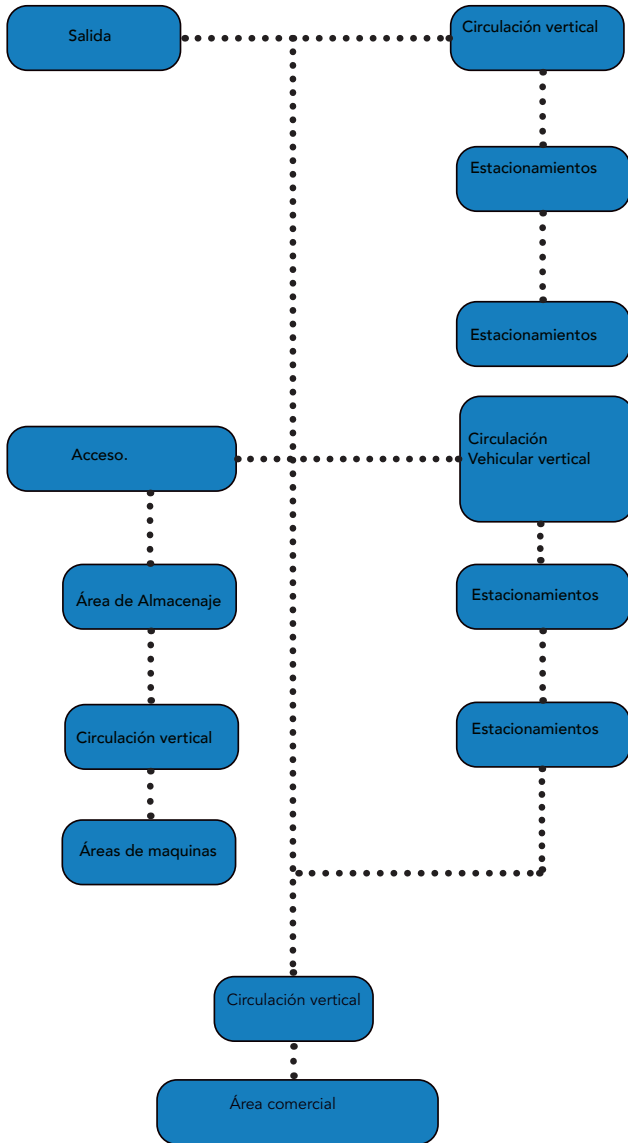 Salida
Circulación vertical
Estacionamientos
Estacionamientos
Acceso.
Circulación
Vehicular vertical
Área de Almacenaje
Estacionamientos
Circulación vertical
Estacionamientos
Áreas de maquinas
Circulación vertical
Área comercial